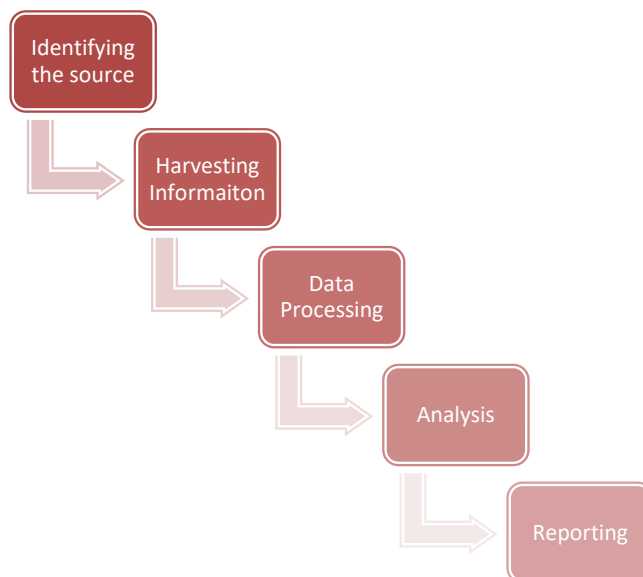 Identifying
the source
Harvesting
Informaiton
Data
Processing
Analysis
Reporting